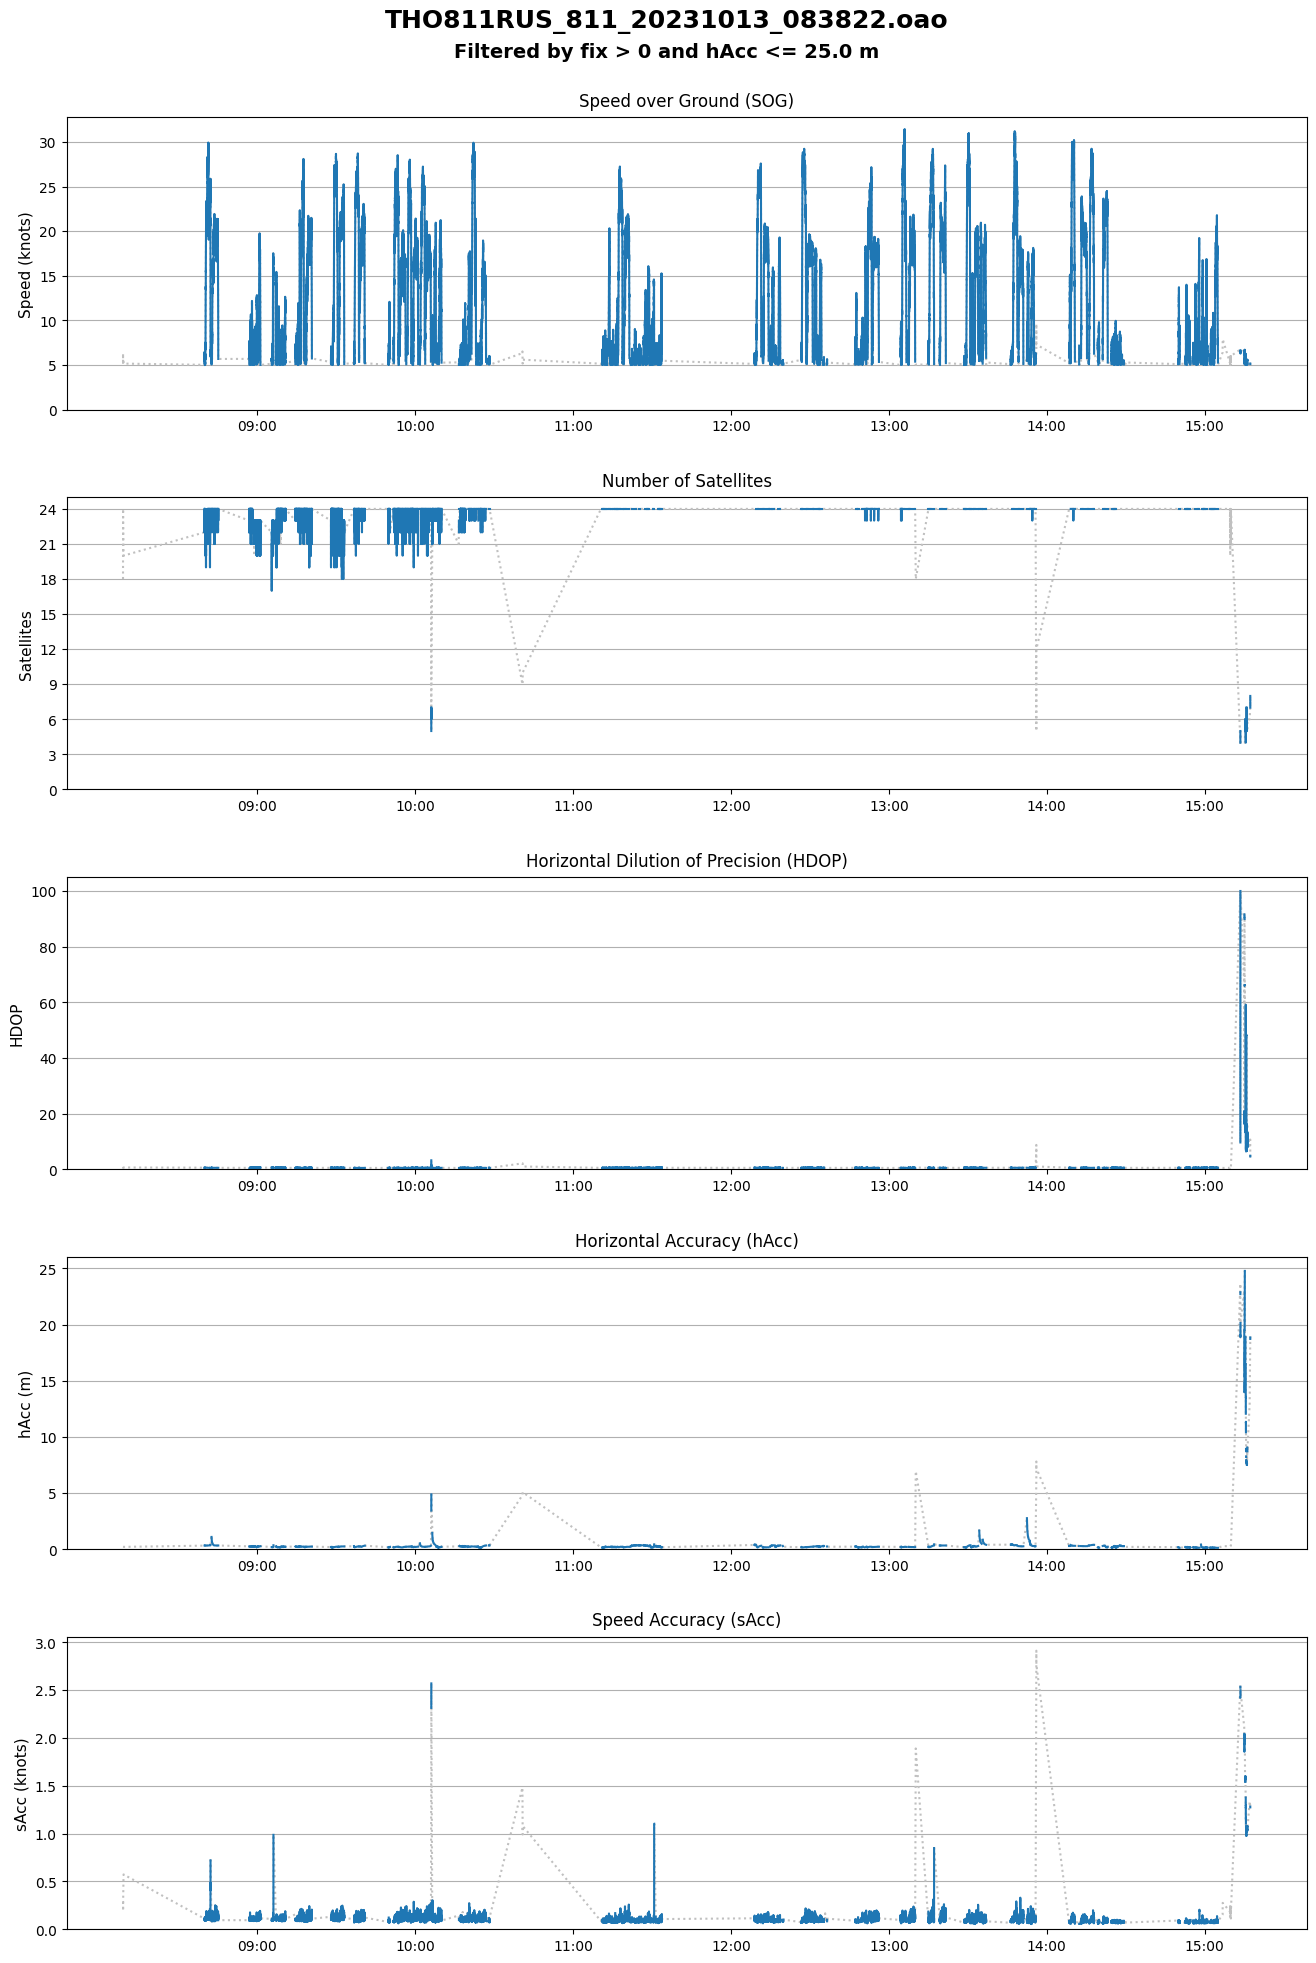 THO811RUS_811_20231013_083822.oao
Filtered by fix > 0 and hAcc <= 25.0 m
Speed over Ground (SOG)
Speed (knots)
30
25
20
15
10
5
0
09:00 10:00 11:00 12:00 13:00 14:00 15:00
Number of Satellites
Satellites
24
21
18
15
12
9
6
3
0
09:00 10:00 11:00 12:00 13:00 14:00 15:00
Horizontal Dilution of Precision (HDOP)
HDOP
100
80
60
40
20
0
09:00 10:00 11:00 12:00 13:00 14:00 15:00
Horizontal Accuracy (hAcc)
hAcc (m)
25
20
15
10
5
0
09:00 10:00 11:00 12:00 13:00 14:00 15:00
Speed Accuracy (sAcc)
sAcc (knots)
3.0
2.5
2.0
1.5
1.0
0.5
0.0
09:00 10:00 11:00 12:00 13:00 14:00 15:00